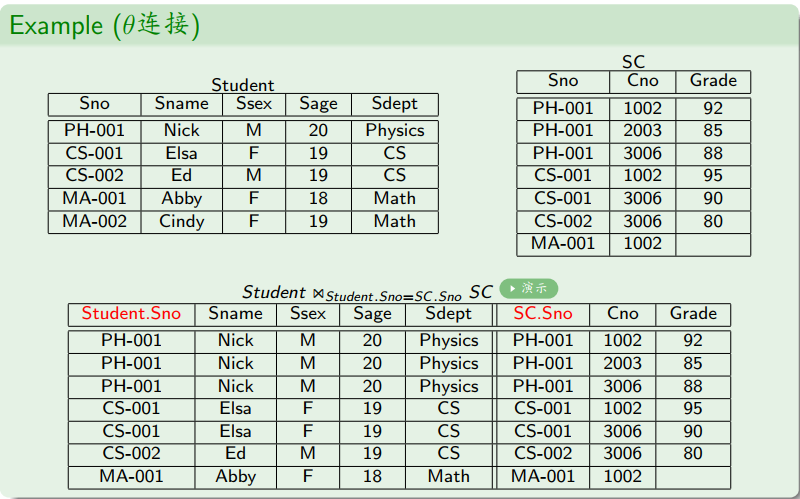 Example (θ连接)
Student
Sno Sname Ssex Sage Sdept
PH-001 Nick M 20 Physics
CS-001 Elsa F 19 CS
CS-002 Ed M 19 CS
MA-001 Abby F 18 Math
MA-002 Cindy F 19 Math
SC
Sno Cno Grade
PH-001 1002 92
PH-001 2003 85
PH-001 3006 88
CS-001 1002 95
CS-001 3006 90
CS-002 3006 80
MA-001 1002
Student ⋈Student.Sno=SC.Sno SC 演示
Student.Sno Sname Ssex Sage Sdept SC.Sno Cno Grade
PH-001 Nick M 20 Physics PH-001 1002 92
PH-001 Nick M 20 Physics PH-001 2003 85
PH-001 Nick M 20 Physics PH-001 3006 88
CS-001 Elsa F 19 CS CS-001 1002 95
CS-001 Elsa F 19 CS CS-001 3006 90
CS-002 Ed M 19 CS CS-002 3006 80
MA-001 Abby F 18 Math MA-001 1002